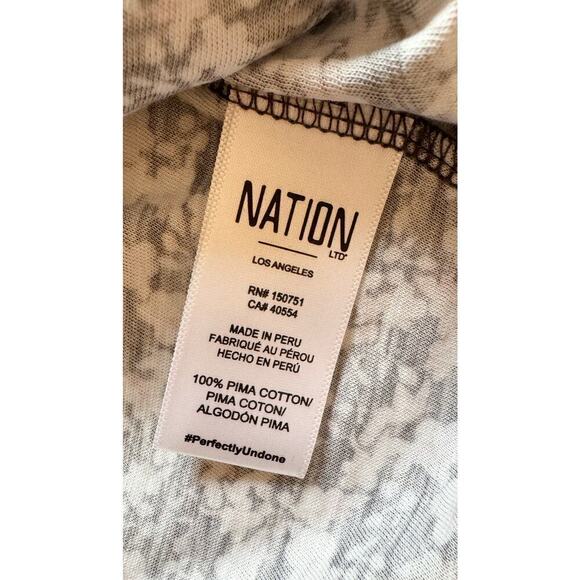 NATION
LTD®
LOS ANGELES
RN# 150751
CA# 40554
MADE IN PERU
FABRIQUÉ AU PÉROU
HECHO EN PERÚ
100% PIMA COTTON/
PIMA COTON/
ALGODÓN PIMA
#PerfectlyUndone